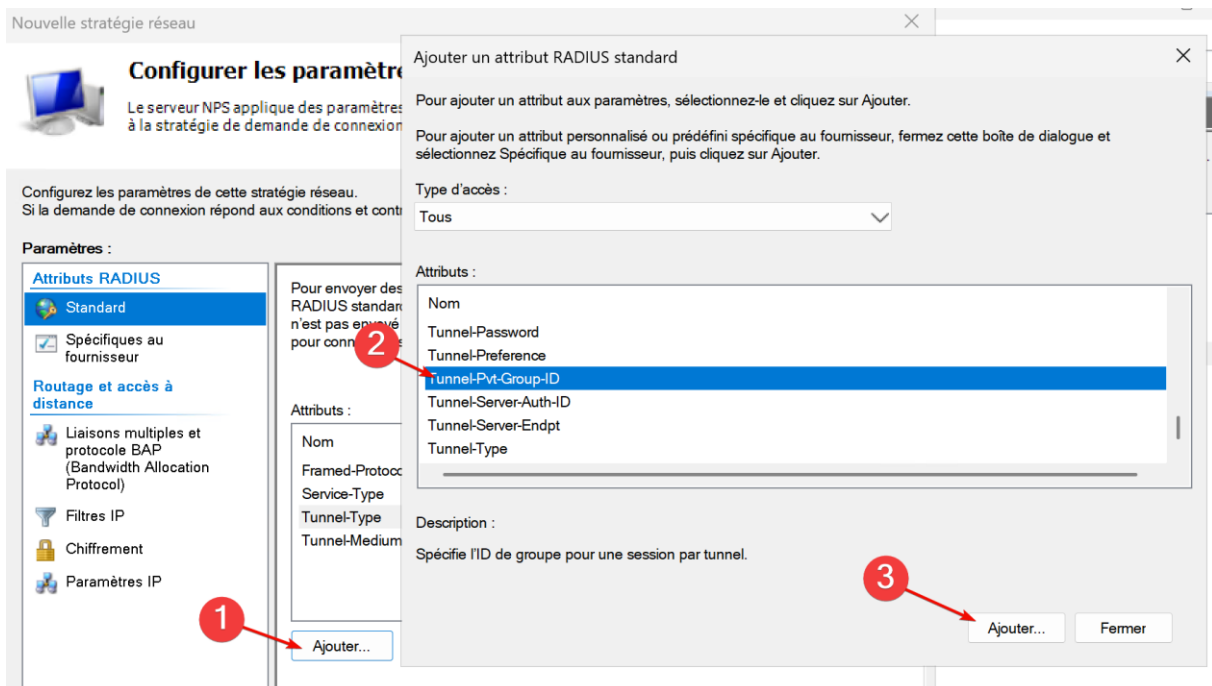 Nouvelle stratégie réseau
Configurer les paramètre
Le serveur NPS applique des paramètres
à la stratégie de demande de connexion
Configurez les paramètres de cette stratégie réseau.
Si la demande de connexion répond aux conditions et cont
Paramètres :
Attributs RADIUS
Standard
Spécifiques au
fournisseur
Routage et accès à
distance
Liaisons multiples et
protocole BAP
(Bandwidth Allocation
Protocol)
Filtres IP
Chiffrement
Paramètres IP
Pour envoyer des
RADIUS standar
n'est pas envoyé
pour conn
Attributs :
Nom
Framed-Protoco
Service-Type
Tunnel-Type
Tunnel-Medium
1
Ajouter...
Ajouter un attribut RADIUS standard
Pour ajouter un attribut aux paramètres, sélectionnez-le et cliquez sur Ajouter.
Pour ajouter un attribut personnalisé ou prédéfini spécifique au fournisseur, fermez cette boîte de dialogue et
sélectionnez Spécifique au fournisseur, puis cliquez sur Ajouter.
Type d'accès :
Tous
Attributs :
Nom
Tunnel-Password
Tunnel-Preference
2
Tunnel-Pvt-Group-ID
Tunnel-Server-Auth-ID
Tunnel-Server-Endpt
Tunnel-Type
Description :
Spécifie l'ID de groupe pour une session par tunnel.
3
Ajouter...
Fermer